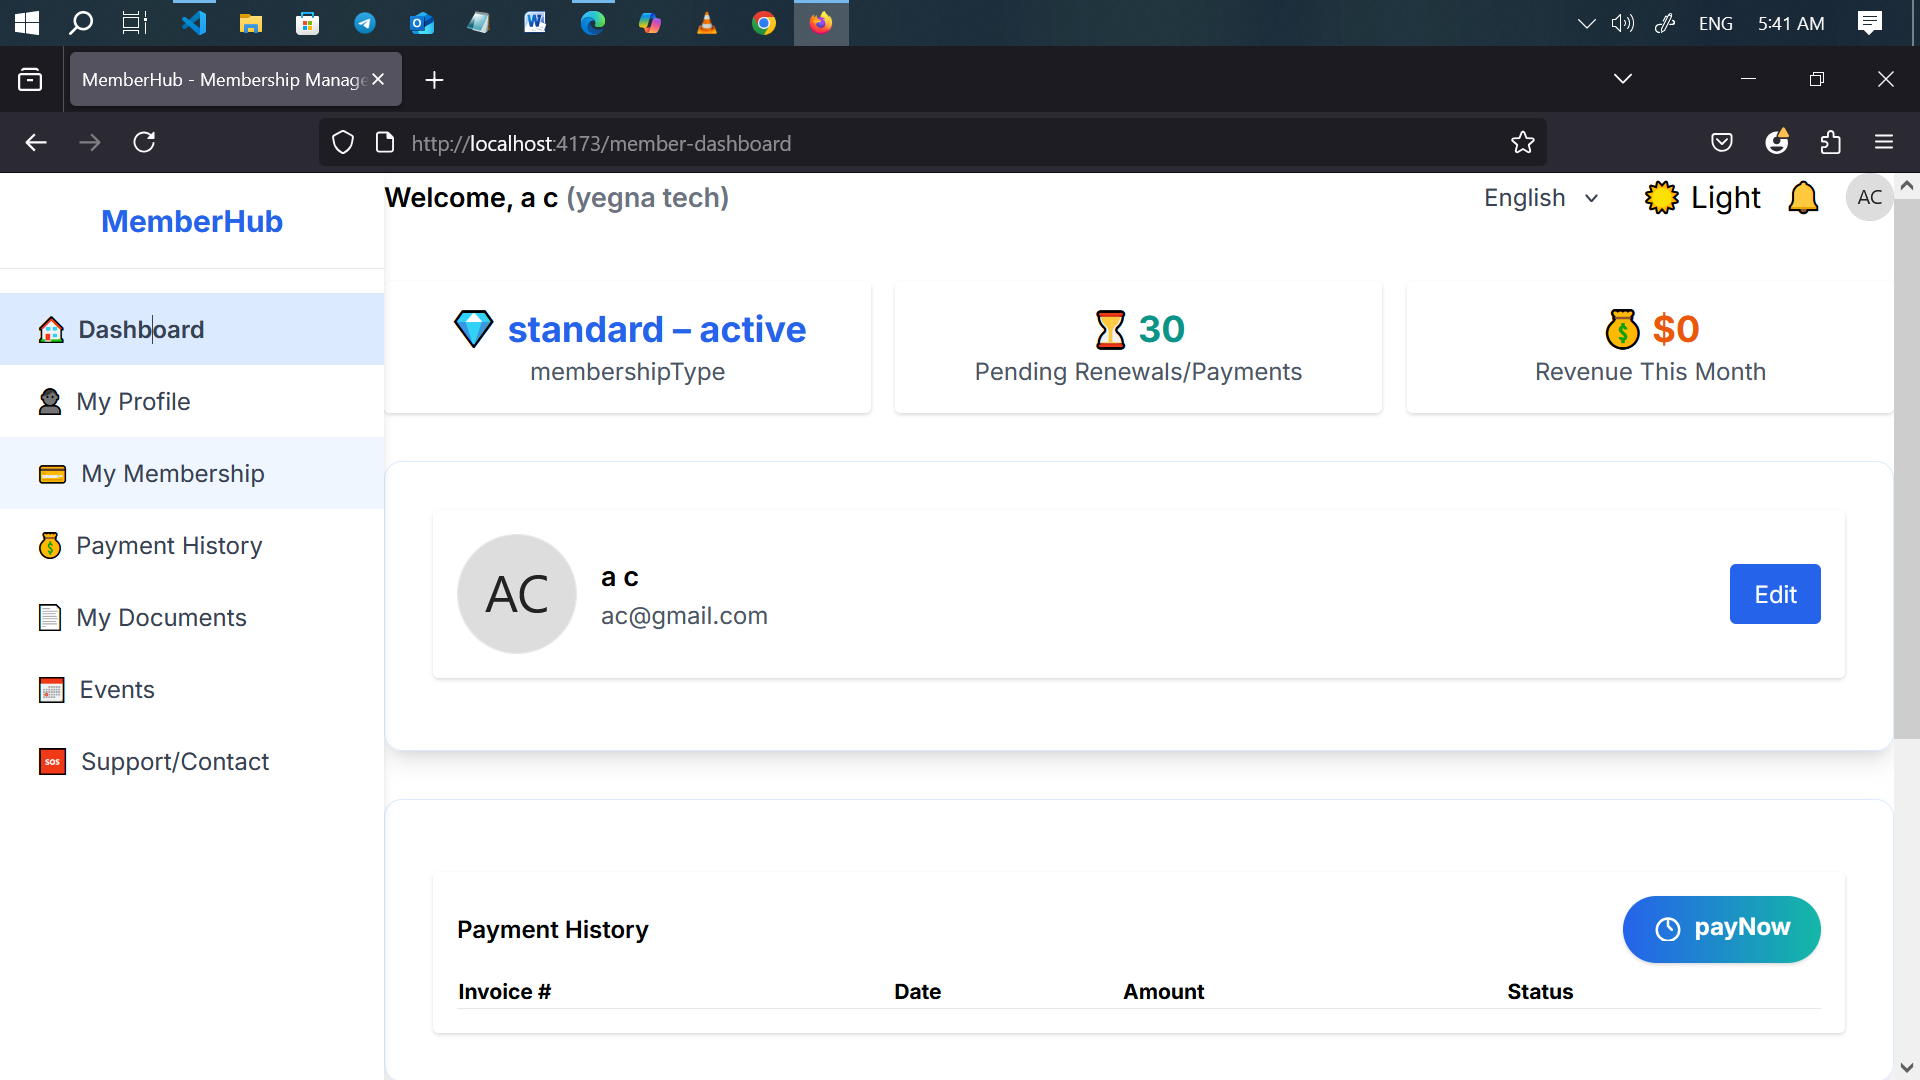 ENG 5:41 AM
MemberHub - Membership Manage
http://localhost:4173/member-dashboard
MemberHub
Welcome, a c (yegna tech)
English
Light
AC
Dashboard
My Profile
My Membership
Payment History
My Documents
Events
SOS Support/Contact
standard – active
membershipType
30
Pending Renewals/Payments
$0
Revenue This Month
AC
a c
ac@gmail.com
Edit
Payment History
payNow
Invoice # Date Amount Status